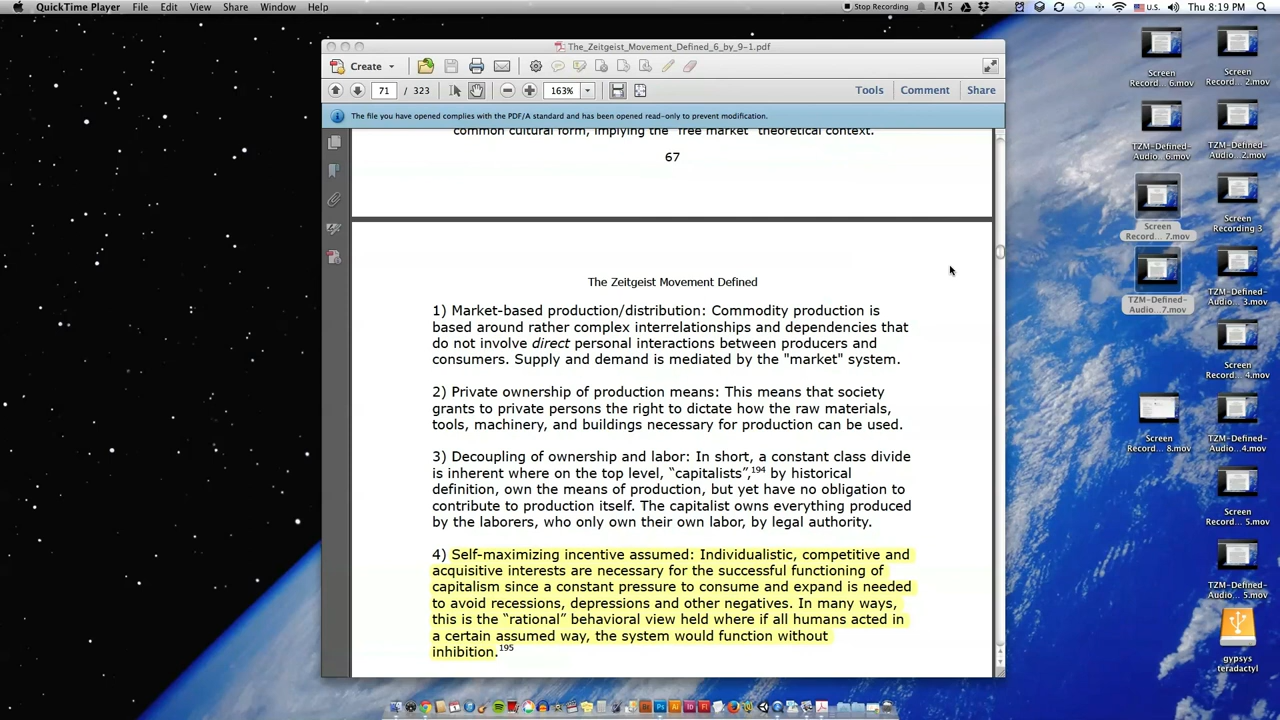 QuickTime Player File Edit View Share Window Help Stop Recording 5 U.S. Thu 8:19 PM
The_Zeitgeist_Movement_Defined_6_by_9-1.pdf
Create
71 / 323 163% Tools Comment Share
The file you have opened complies with the PDF/A standard and has been opened read-only to prevent modification.
common cultural form, implying the "free market" theoretical context.
67
The Zeitgeist Movement Defined
1) Market-based production/distribution: Commodity production is
based around rather complex interrelationships and dependencies that
do not involve direct personal interactions between producers and
consumers. Supply and demand is mediated by the "market" system.
2) Private ownership of production means: This means that society
grants to private persons the right to dictate how the raw materials,
tools, machinery, and buildings necessary for production can be used.
3) Decoupling of ownership and labor: In short, a constant class divide
is inherent where on the top level, “capitalists”,194 by historical
definition, own the means of production, but yet have no obligation to
contribute to production itself. The capitalist owns everything produced
by the laborers, who only own their own labor, by legal authority.
4) Self-maximizing incentive assumed: Individualistic, competitive and
acquisitive interests are necessary for the successful functioning of
capitalism since a constant pressure to consume and expand is needed
to avoid recessions, depressions and other negatives. In many ways,
this is the “rational” behavioral view held where if all humans acted in
a certain assumed way, the system would function without
inhibition.195
Screen
Record... 6.mov
Screen
Record... 2.mov
TZM-Defined-
Audio...6.mov
TZM-Defined-
Audio...2.mov
Screen
Record... 7.mov
Screen
Recording 3
TZM-Defined-
Audio...7.mov
TZM-Defined-
Audio... 3.mov
Screen
Record...4.mov
Screen
Record... 8.mov
TZM-Defined-
Audio...4.mov
Screen
Record... 5.mov
TZM-Defined-
Audio... 5.mov
gypsys
teradactyl